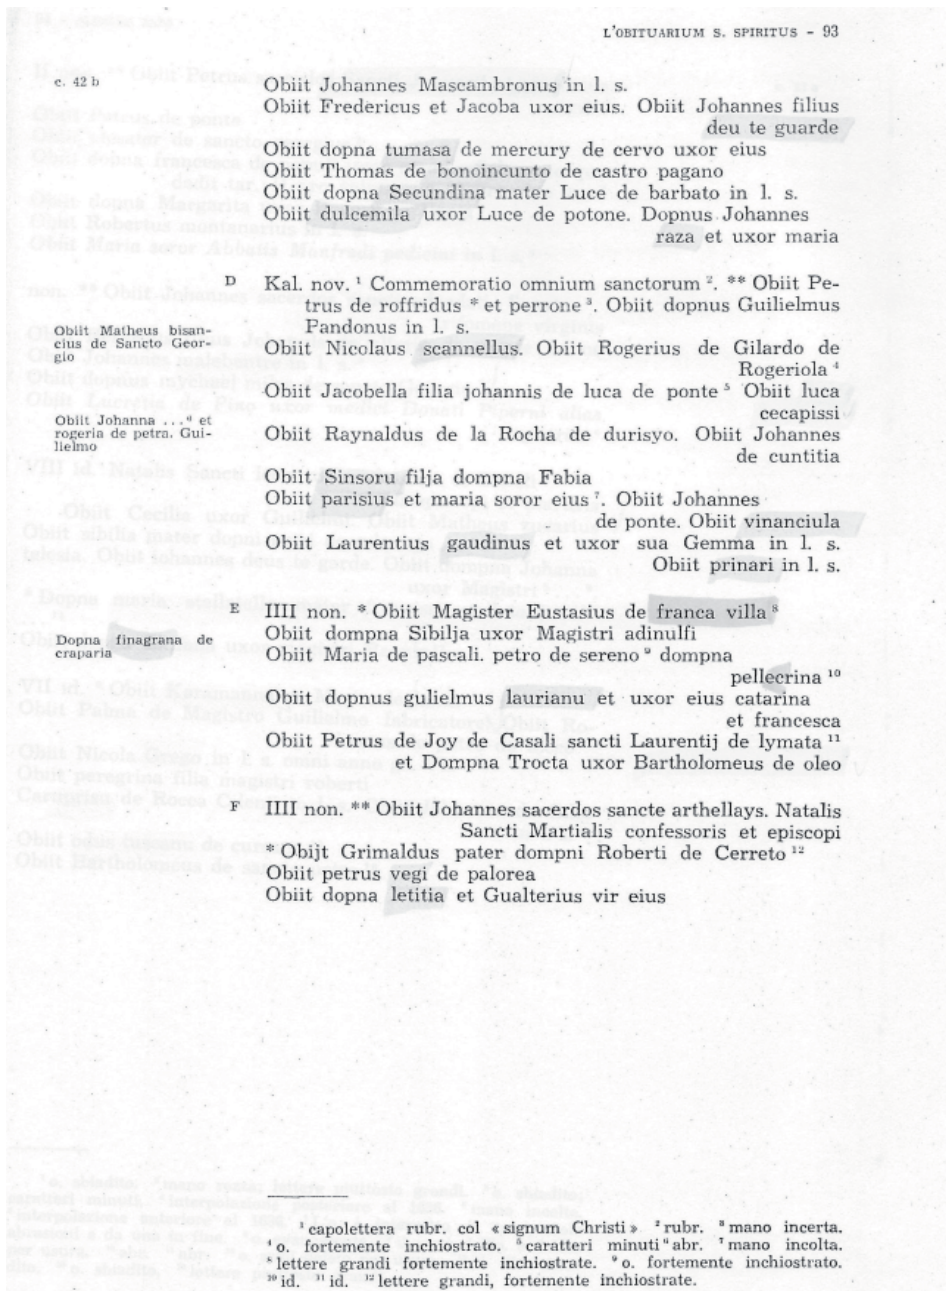 L'OBITUARIUM S. SPIRITUS - 93
c. 42 b
Obiit Johannes Mascambronus in l. s.
Obiit Fredericus et Jacoba uxor eius. Obiit Johannes filius
deu te guarde
Obiit dopna tumasa de mercury de cervo uxor eius
Obiit Thomas de bonoincunto de castro pagano
Obiit dopna Secundina mater Luce de barbato in l. s.
Obiit dulcemila uxor Luce de potone. Dopnus Johannes
raza et uxor maria
D Kal. nov. ¹ Commemoratio omnium sanctorum ². ** Obiit Pe-
trus de roffridus * et perrone ³. Obiit dopnus Guilielmus
Pandonus in l. s.
Obiit Matheus bisan-
cius de Sancto Geor-
gio
Obiit Nicolaus scannellus. Obiit Rogerius de Gilardo de
Rogeriola ⁴
Obiit Jacobella filia johannis de luca de ponte ⁵ Obiit luca
cecapissi
Obiit Johanna ...⁶ et
rogeria de petra. Gui-
lielmo
Obiit Raynaldus de la Rocha de durisyo. Obiit Johannes
de cuntitia
Obiit Sinsoru filja dompna Fabia
Obiit parisius et maria soror eius ⁷. Obiit Johannes
de ponte. Obiit vinanciula
Obiit Laurentius gaudinus et uxor sua Gemma in l. s.
Obiit prinari in l. s.
E IIII non. * Obiit Magister Eustasius de franca villa ⁸
Obiit dompna Sibilja uxor Magistri adinulfi
Dopna finagrana de
craparia
Obiit Maria de pascali. petro de sereno ⁹ dompna
pellecrina ¹⁰
Obiit dopnus gulielmus laurianu et uxor eius catarina
et francesca
Obiit Petrus de Joy de Casali sancti Laurentij de lymata ¹¹
et Dompna Trocta uxor Bartholomeus de oleo
F IIII non. ** Obiit Johannes sacerdos sancte arthellays. Natalis
Sancti Martialis confessoris et episcopi
* Obijt Grimaldus pater dompni Roberti de Cerreto ¹²
Obiit petrus vegi de palorea
Obiit dopna letitia et Gualterius vir eius
¹ capolettera rubr. col « signum Christi » ² rubr. ³ mano incerta.
⁴ o. fortemente inchiostrato. ⁵ caratteri minuti ⁶ abr. ⁷ mano incolta.
⁸ lettere grandi fortemente inchiostrate. ⁹ o. fortemente inchiostrato.
¹⁰ id. ¹¹ id. ¹² lettere grandi, fortemente inchiostrate.